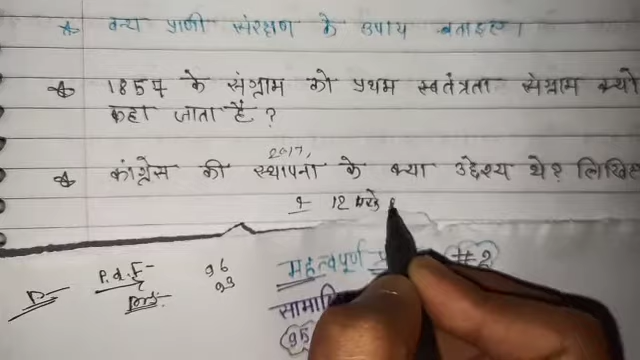 वन्य प्राणी संरक्षण के उपाय बताइए।
1857 के संग्राम को प्रथम स्वतंत्रता संग्राम क्यों
कहा जाता है?
2017,
कांग्रेस की स्थापना के क्या उद्देश्य थे? लिखिए
12
P.d.F-
96
93
महत्वपूर्ण #2